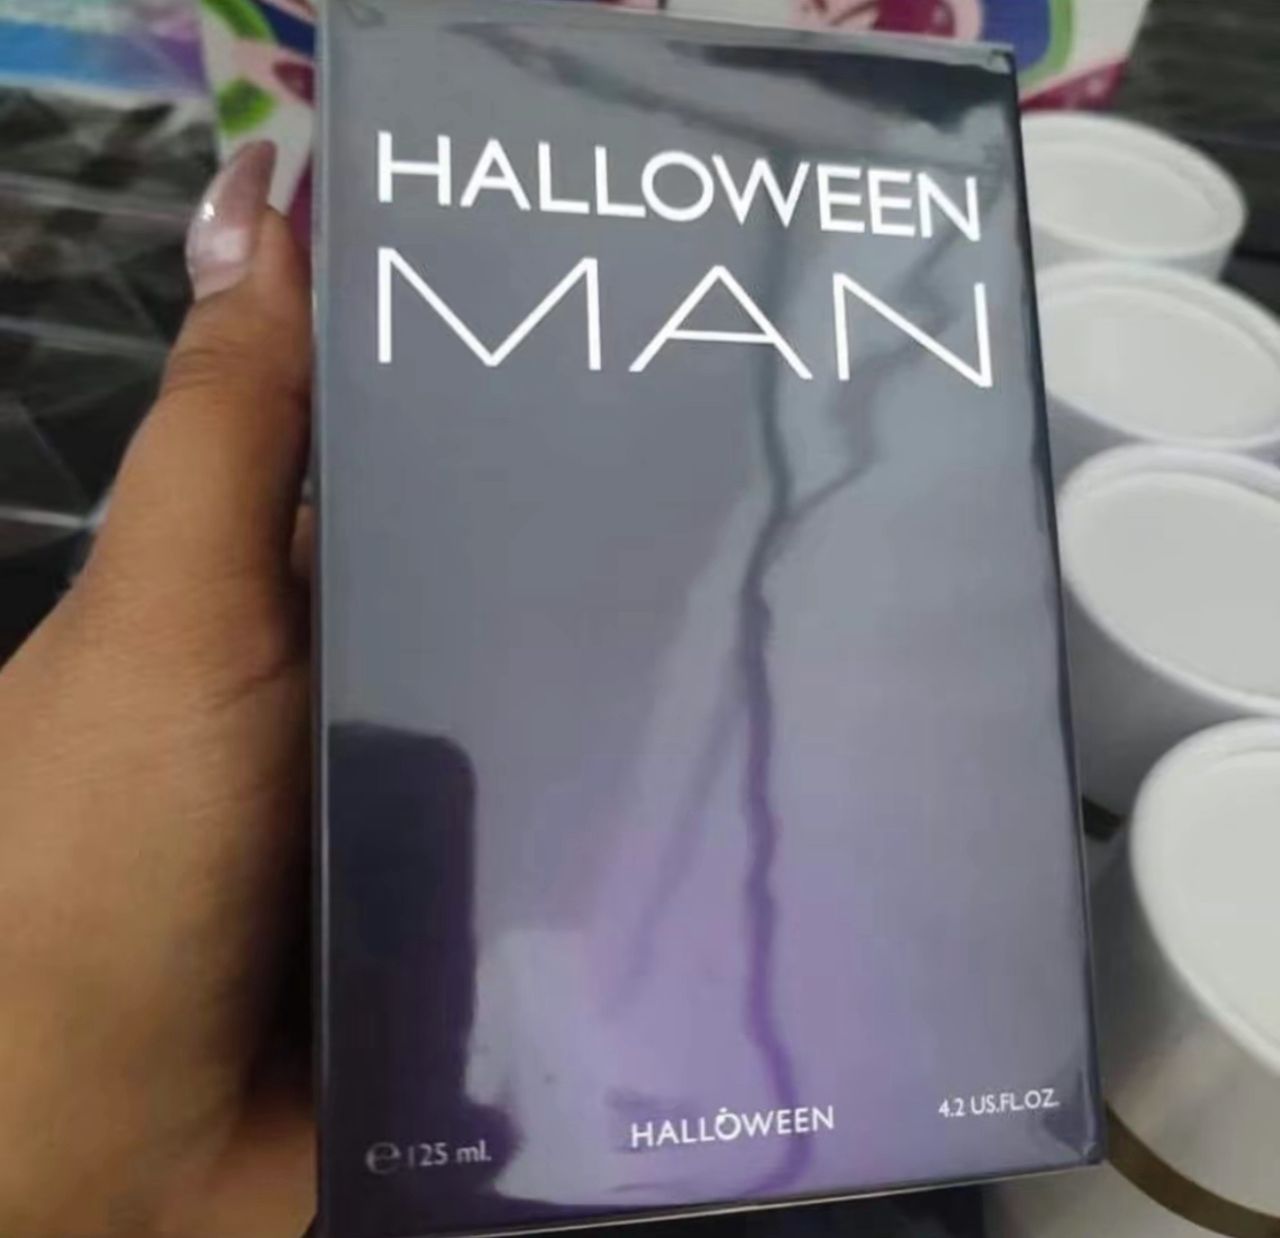 HALLOWEEN
MAN
℮ 125 ml.
HALLOWEEN
4.2 US.FL.OZ.